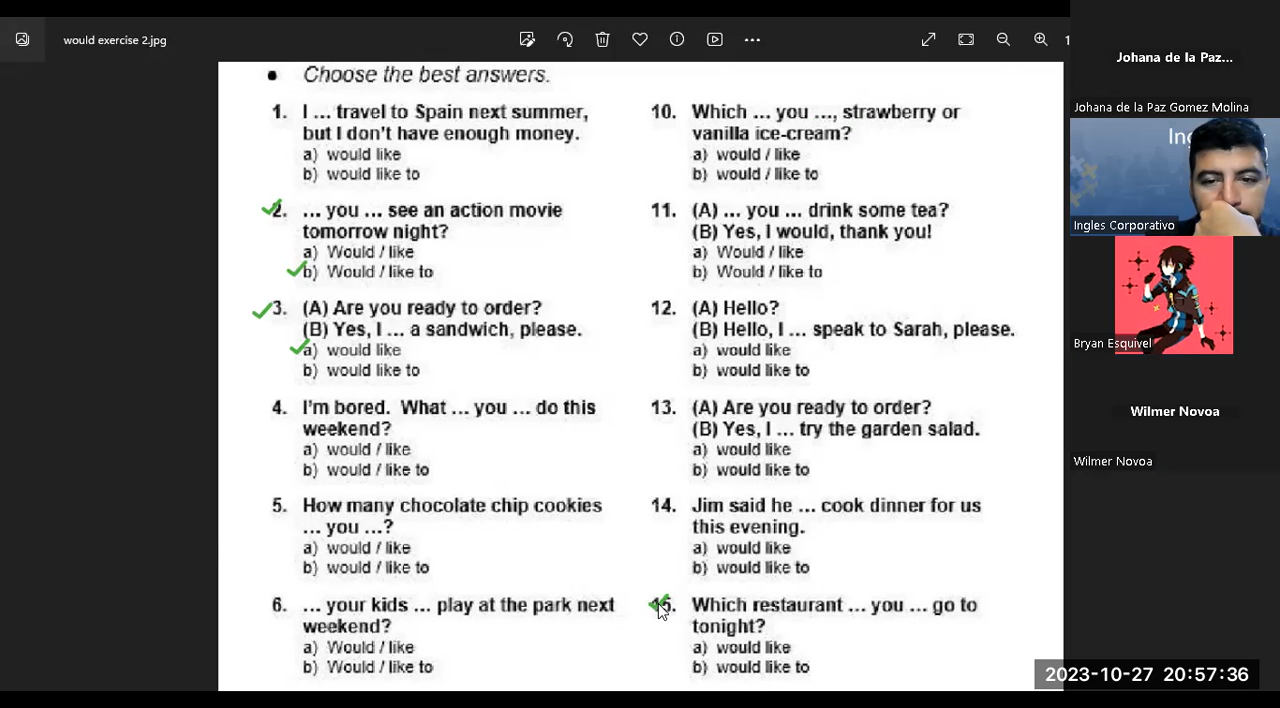 would exercise 2.jpg
1
• Choose the best answers.
1. I ... travel to Spain next summer,
but I don't have enough money.
a) would like
b) would like to
2. ... you ... see an action movie
tomorrow night?
a) Would / like
b) Would / like to
3. (A) Are you ready to order?
(B) Yes, I ... a sandwich, please.
a) would like
b) would like to
4. I'm bored. What ... you ... do this
weekend?
a) would / like
b) would / like to
5. How many chocolate chip cookies
... you ...?
a) would / like
b) would / like to
6. ... your kids ... play at the park next
weekend?
a) Would / like
b) Would / like to
10. Which ... you ..., strawberry or
vanilla ice-cream?
a) would / like
b) would / like to
11. (A) ... you ... drink some tea?
(B) Yes, I would, thank you!
a) Would / like
b) Would / like to
12. (A) Hello?
(B) Hello, I ... speak to Sarah, please.
a) would like
b) would like to
13. (A) Are you ready to order?
(B) Yes, I ... try the garden salad.
a) would like
b) would like to
14. Jim said he ... cook dinner for us
this evening.
a) would like
b) would like to
15. Which restaurant ... you ... go to
tonight?
a) would like
b) would like to
Johana de la Paz...
Johana de la Paz Gomez Molina
Ing
Ingles Corporativo
Bryan Esquivel
Wilmer Novoa
Wilmer Novoa
2023-10-27 20:57:36